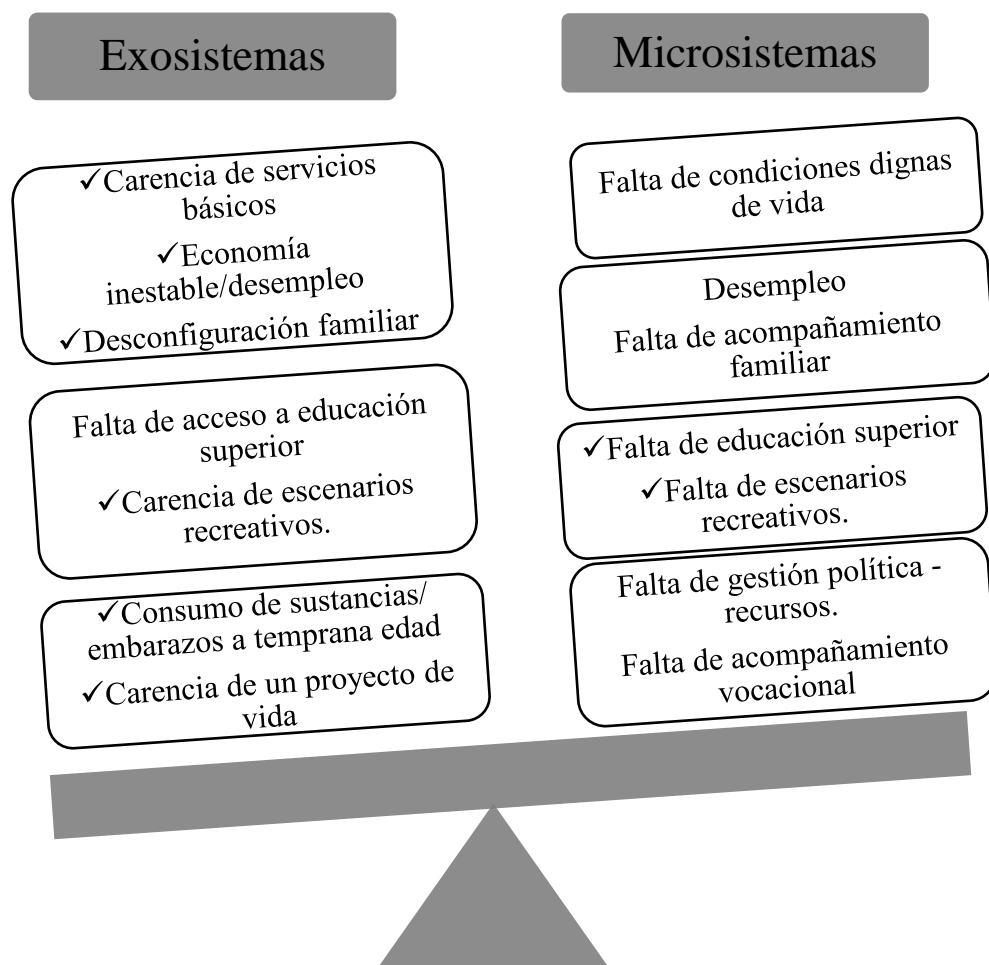 Exosistemas
✓Carencia de servicios
básicos
✓Economía
inestable/desempleo
✓Desconfiguración familiar
Falta de acceso a educación
superior
✓Carencia de escenarios
recreativos.
✓Consumo de sustancias/
embarazos a temprana edad
✓Carencia de un proyecto de
vida
Microsistemas
Falta de condiciones dignas
de vida
Desempleo
Falta de acompañamiento
familiar
✓Falta de educación superior
✓Falta de escenarios
recreativos.
Falta de gestión política -
recursos.
Falta de acompañamiento
vocacional